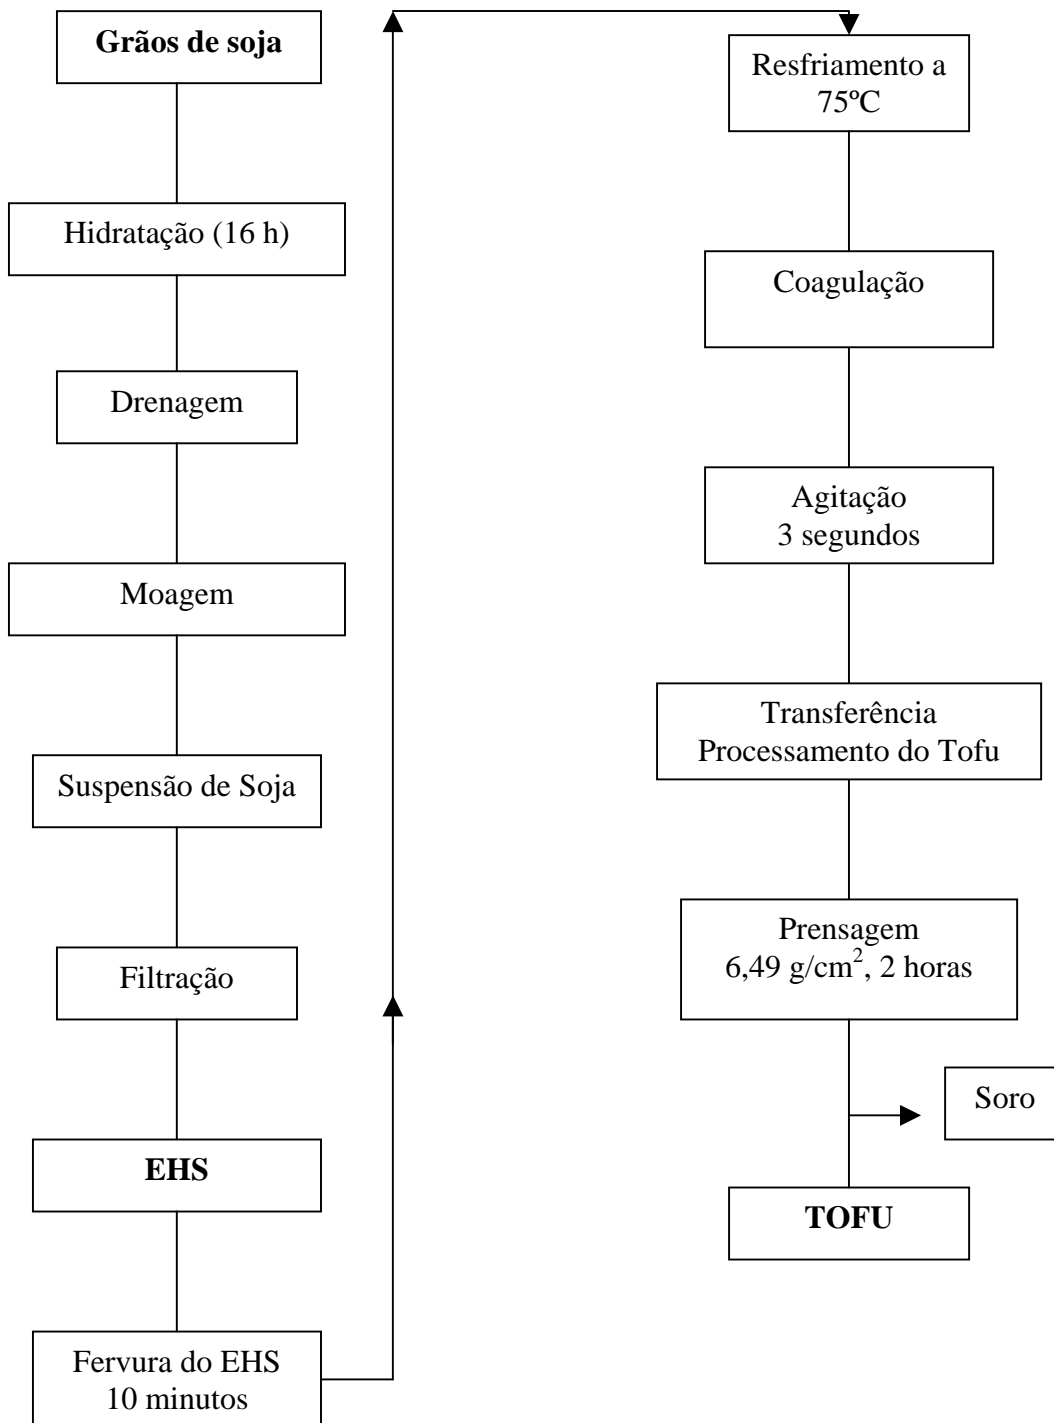 Grãos de soja
Hidratação (16 h)
Drenagem
Moagem
Suspensão de Soja
Filtração
EHS
Fervura do EHS
10 minutos
Resfriamento a
75ºC
Coagulação
Agitação
3 segundos
Transferência
Processamento do Tofu
Prensagem
6,49 g/cm², 2 horas
Soro
TOFU